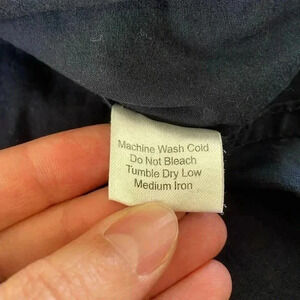 Machine Wash Cold
Do Not Bleach
Tumble Dry Low
Medium Iron